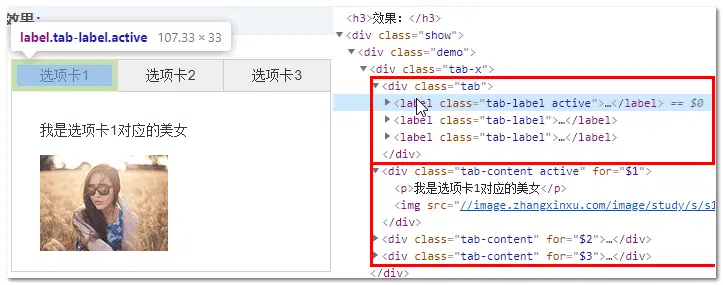 效果：
label.tab-label.active 107.33 × 33
选项卡1 选项卡2 选项卡3
我是选项卡1对应的美女
<h3>效果：</h3>
▼<div class="show">
▼<div class="demo">
▼<div class="tab-x">
▼<div class="tab">
▶<label class="tab-label active">…</label> == $0
▶<label class="tab-label">…</label>
▶<label class="tab-label">…</label>
</div>
▼<div class="tab-content active" for="$1">
<p>我是选项卡1对应的美女</p>
<img src="//image.zhangxinxu.com/image/study/s/s1
▶<div class="tab-content" for="$2">…</div>
▶<div class="tab-content" for="$3">…</div>
</div>